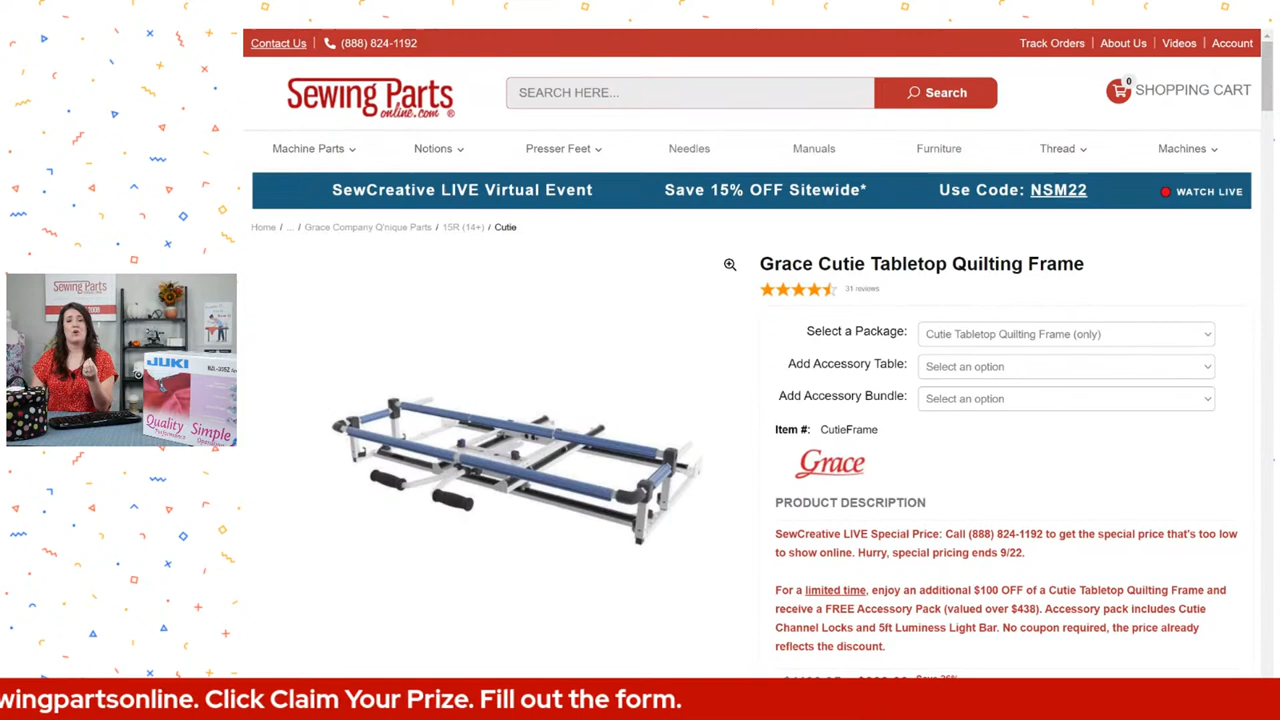 Contact Us
(888) 824-1192
Track Orders
About Us
Videos
Account
Sewing Parts
online.com ®
SEARCH HERE...
Search
0
SHOPPING CART
Machine Parts
Notions
Presser Feet
Needles
Manuals
Furniture
Thread
Machines
SewCreative LIVE Virtual Event
Save 15% OFF Sitewide*
Use Code: NSM22
WATCH LIVE
Home / ... / Grace Company Q'nique Parts / 15R (14+) / Cutie
Grace Cutie Tabletop Quilting Frame
31 reviews
Select a Package:
Cutie Tabletop Quilting Frame (only)
Add Accessory Table:
Select an option
Add Accessory Bundle:
Select an option
Item #: CutieFrame
Grace
PRODUCT DESCRIPTION
SewCreative LIVE Special Price: Call (888) 824-1192 to get the special price that's too low
to show online. Hurry, special pricing ends 9/22.
For a limited time, enjoy an additional $100 OFF of a Cutie Tabletop Quilting Frame and
receive a FREE Accessory Pack (valued over $438). Accessory pack includes Cutie
Channel Locks and 5ft Luminess Light Bar. No coupon required, the price already
reflects the discount.
Sewing Parts
JUKI
Quality
Performance
Simple
wingpartsonline. Click Claim Your Prize. Fill out the form.